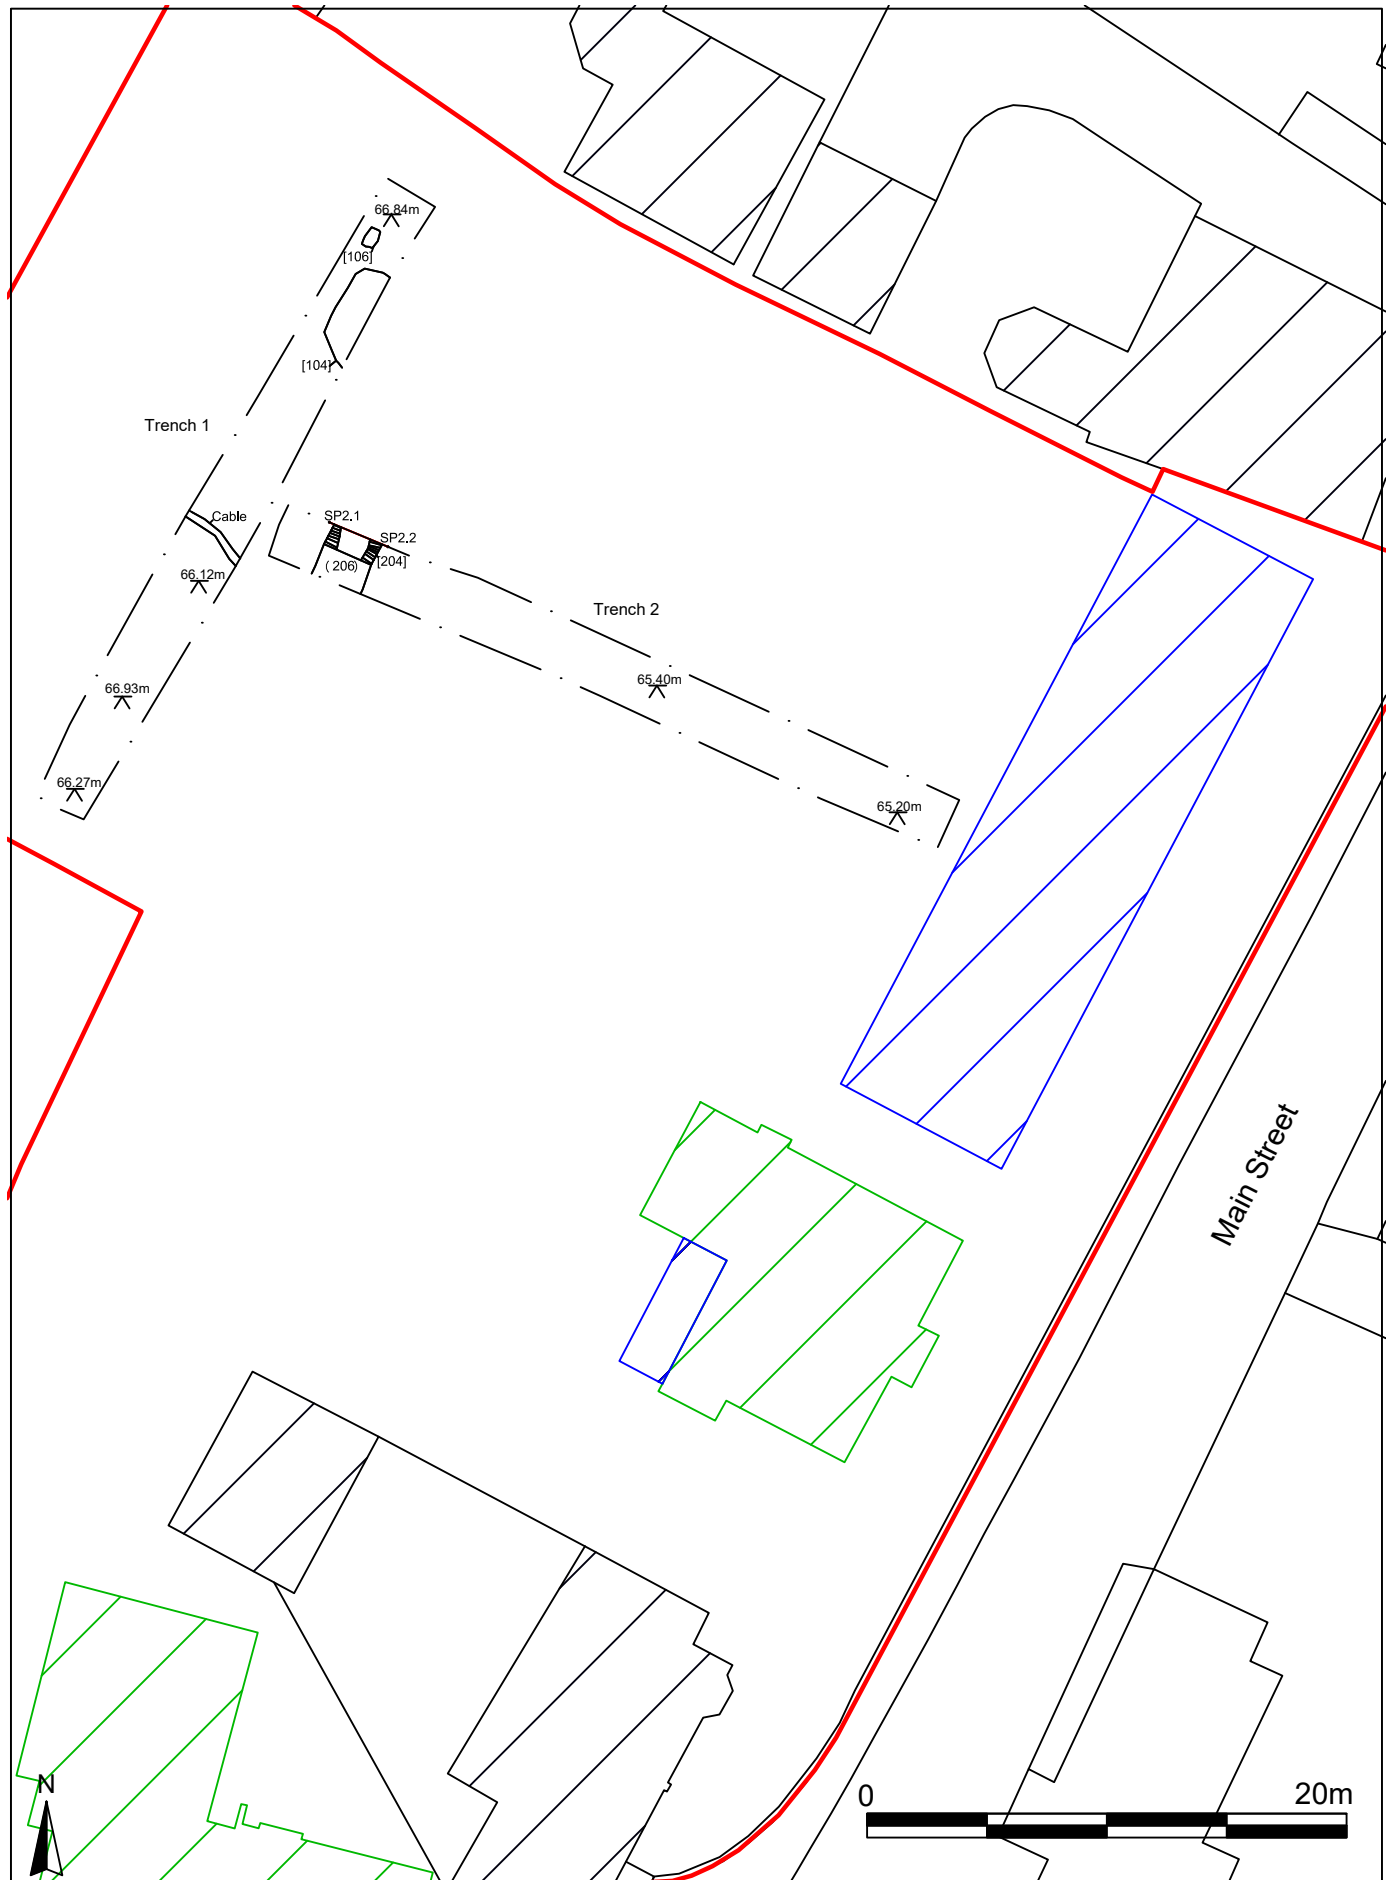 66.84m
[106]
[104]
Trench 1
Cable
SP2.1
SP2.2
(206)
[204]
66.12m
Trench 2
66.93m
65.40m
66.27m
65.20m
Main Street
N
0
20m